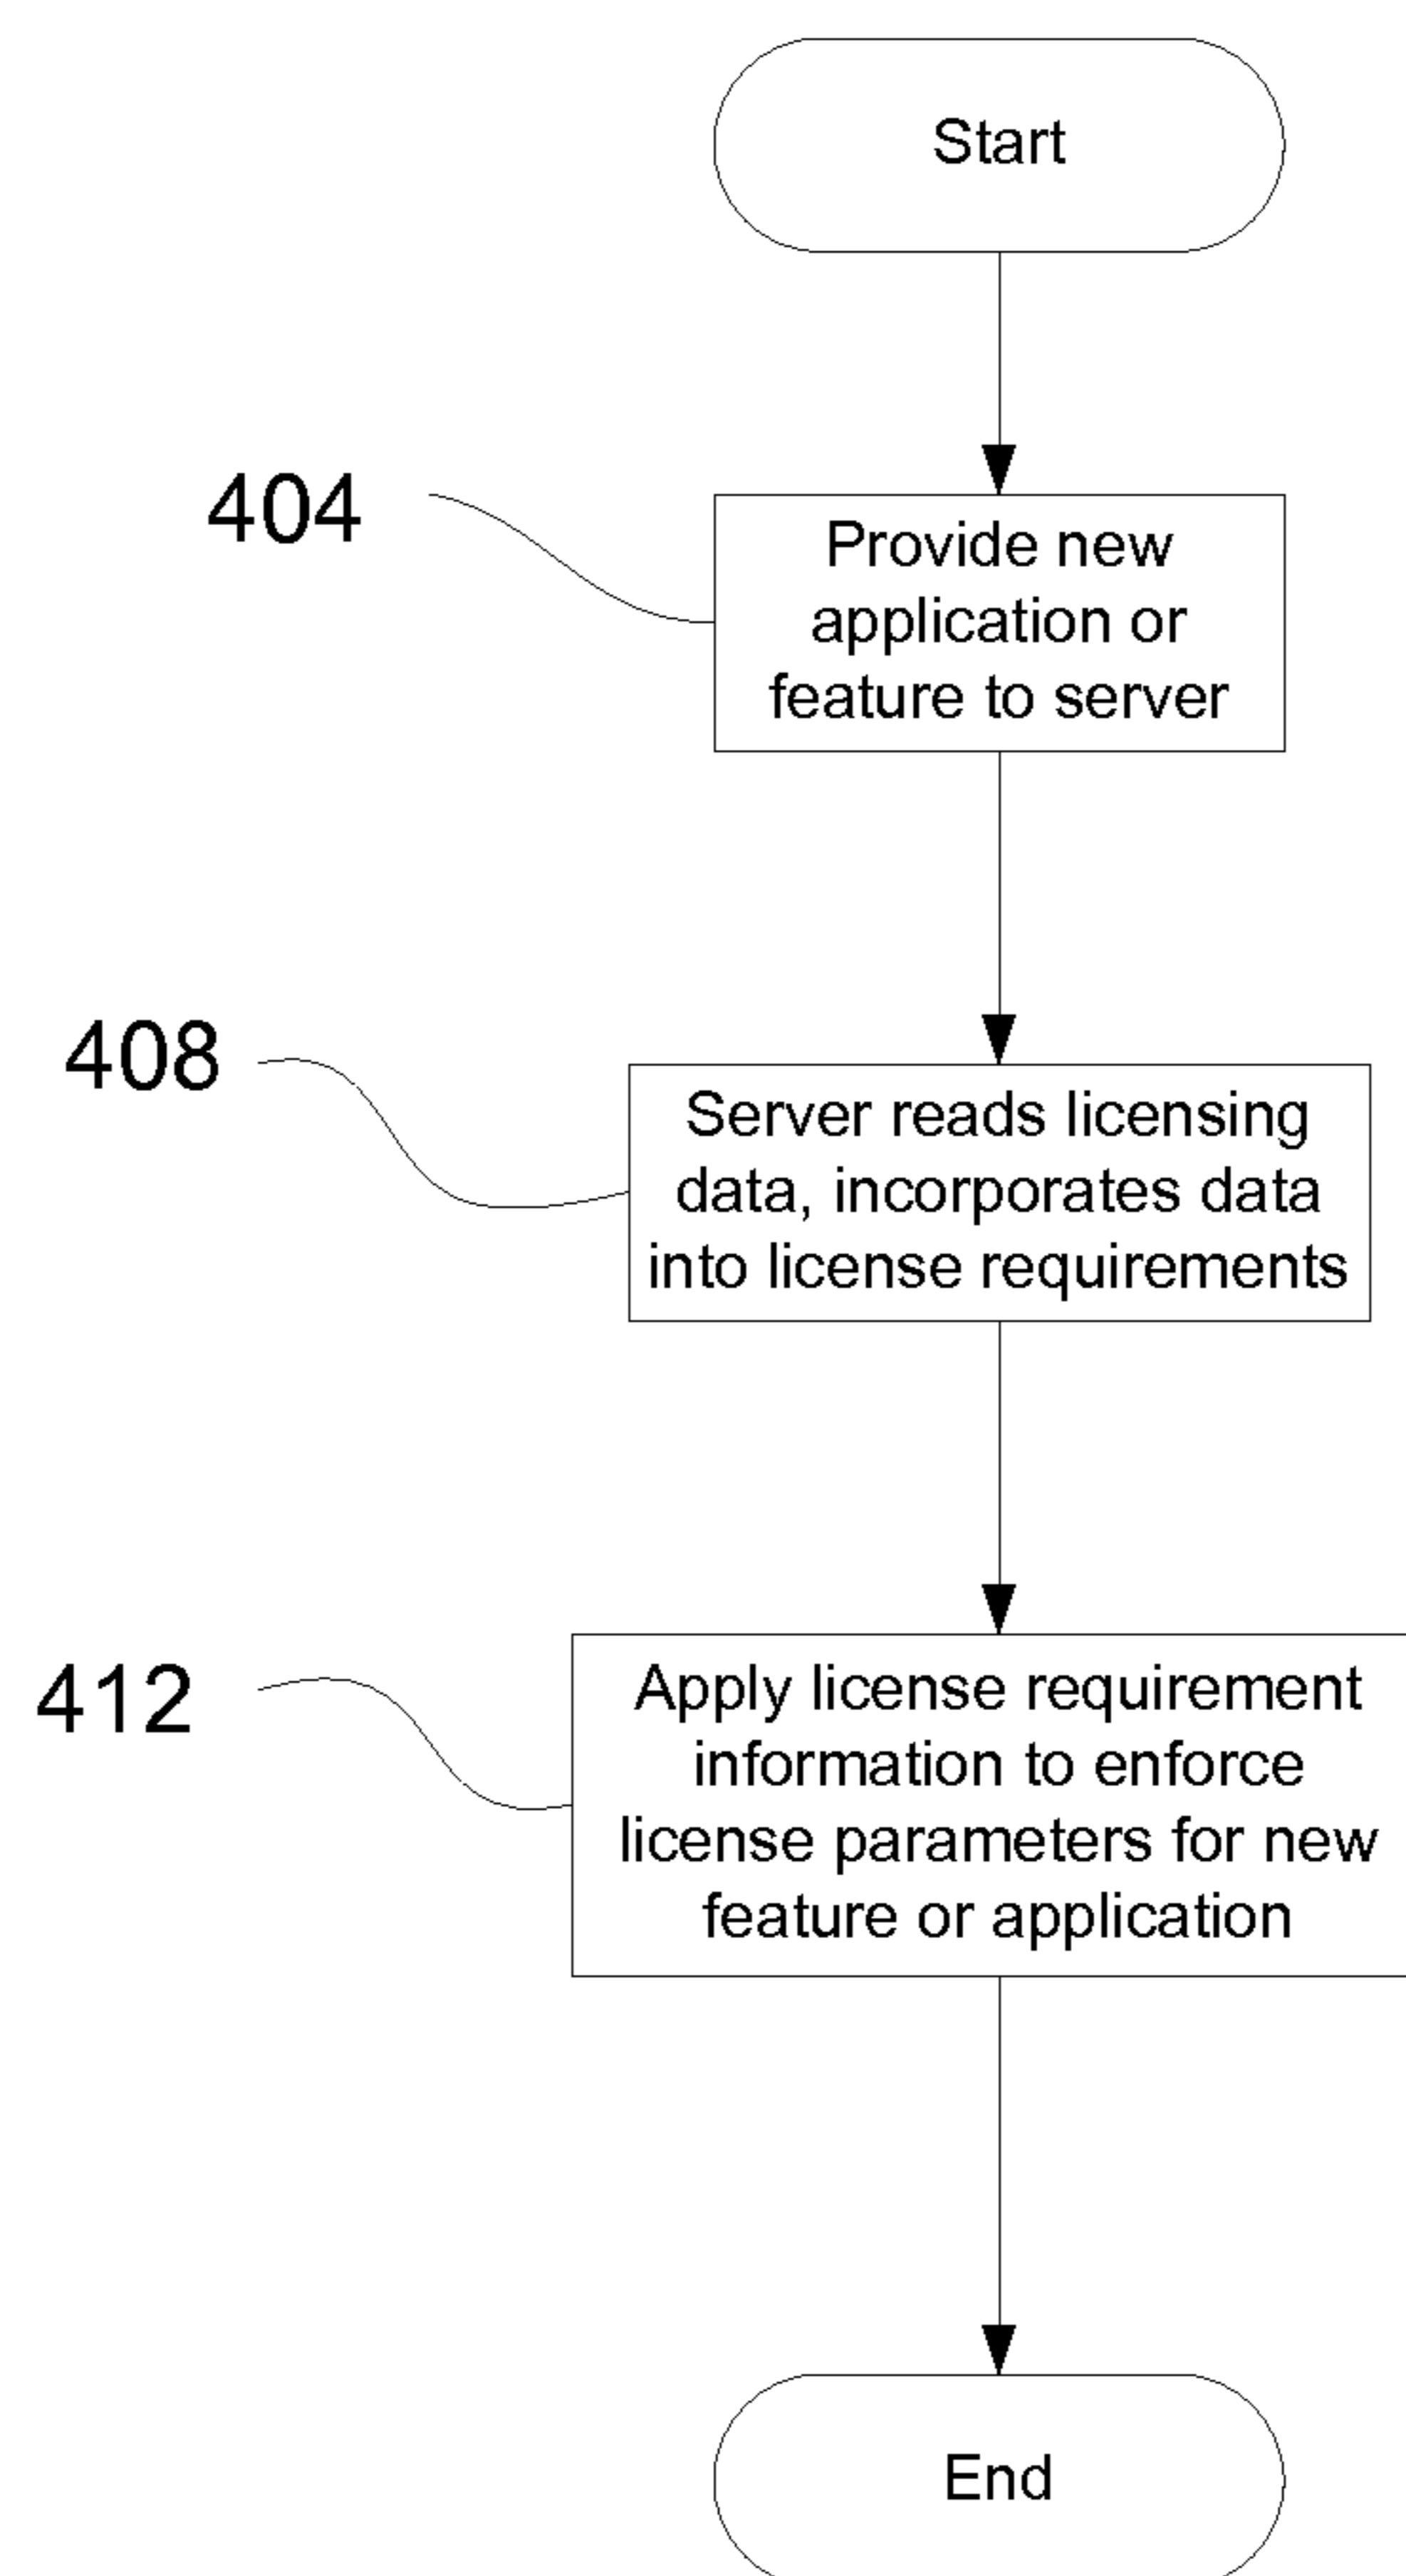 Start
404
Provide new
application or
feature to server
408
Server reads licensing
data, incorporates data
into license requirements
412
Apply license requirement
information to enforce
license parameters for new
feature or application
End